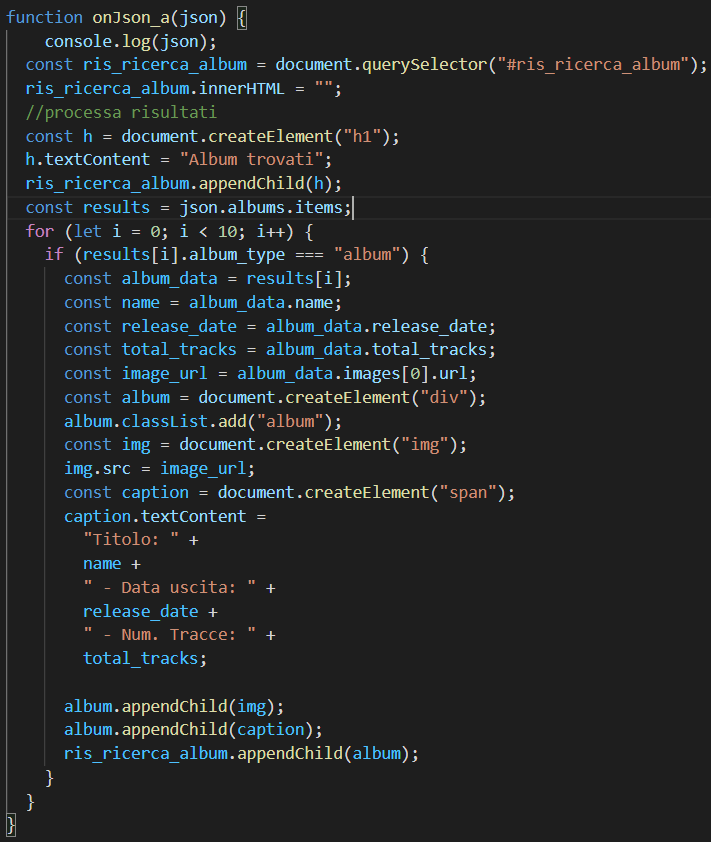 function onJson_a(json) {
    console.log(json);
  const ris_ricerca_album = document.querySelector("#ris_ricerca_album");
  ris_ricerca_album.innerHTML = "";
  //processa risultati
  const h = document.createElement("h1");
  h.textContent = "Album trovati";
  ris_ricerca_album.appendChild(h);
  const results = json.albums.items;
  for (let i = 0; i < 10; i++) {
    if (results[i].album_type === "album") {
      const album_data = results[i];
      const name = album_data.name;
      const release_date = album_data.release_date;
      const total_tracks = album_data.total_tracks;
      const image_url = album_data.images[0].url;
      const album = document.createElement("div");
      album.classList.add("album");
      const img = document.createElement("img");
      img.src = image_url;
      const caption = document.createElement("span");
      caption.textContent =
        "Titolo: " +
        name +
        " - Data uscita: " +
        release_date +
        " - Num. Tracce: " +
        total_tracks;

      album.appendChild(img);
      album.appendChild(caption);
      ris_ricerca_album.appendChild(album);
    }
  }
}